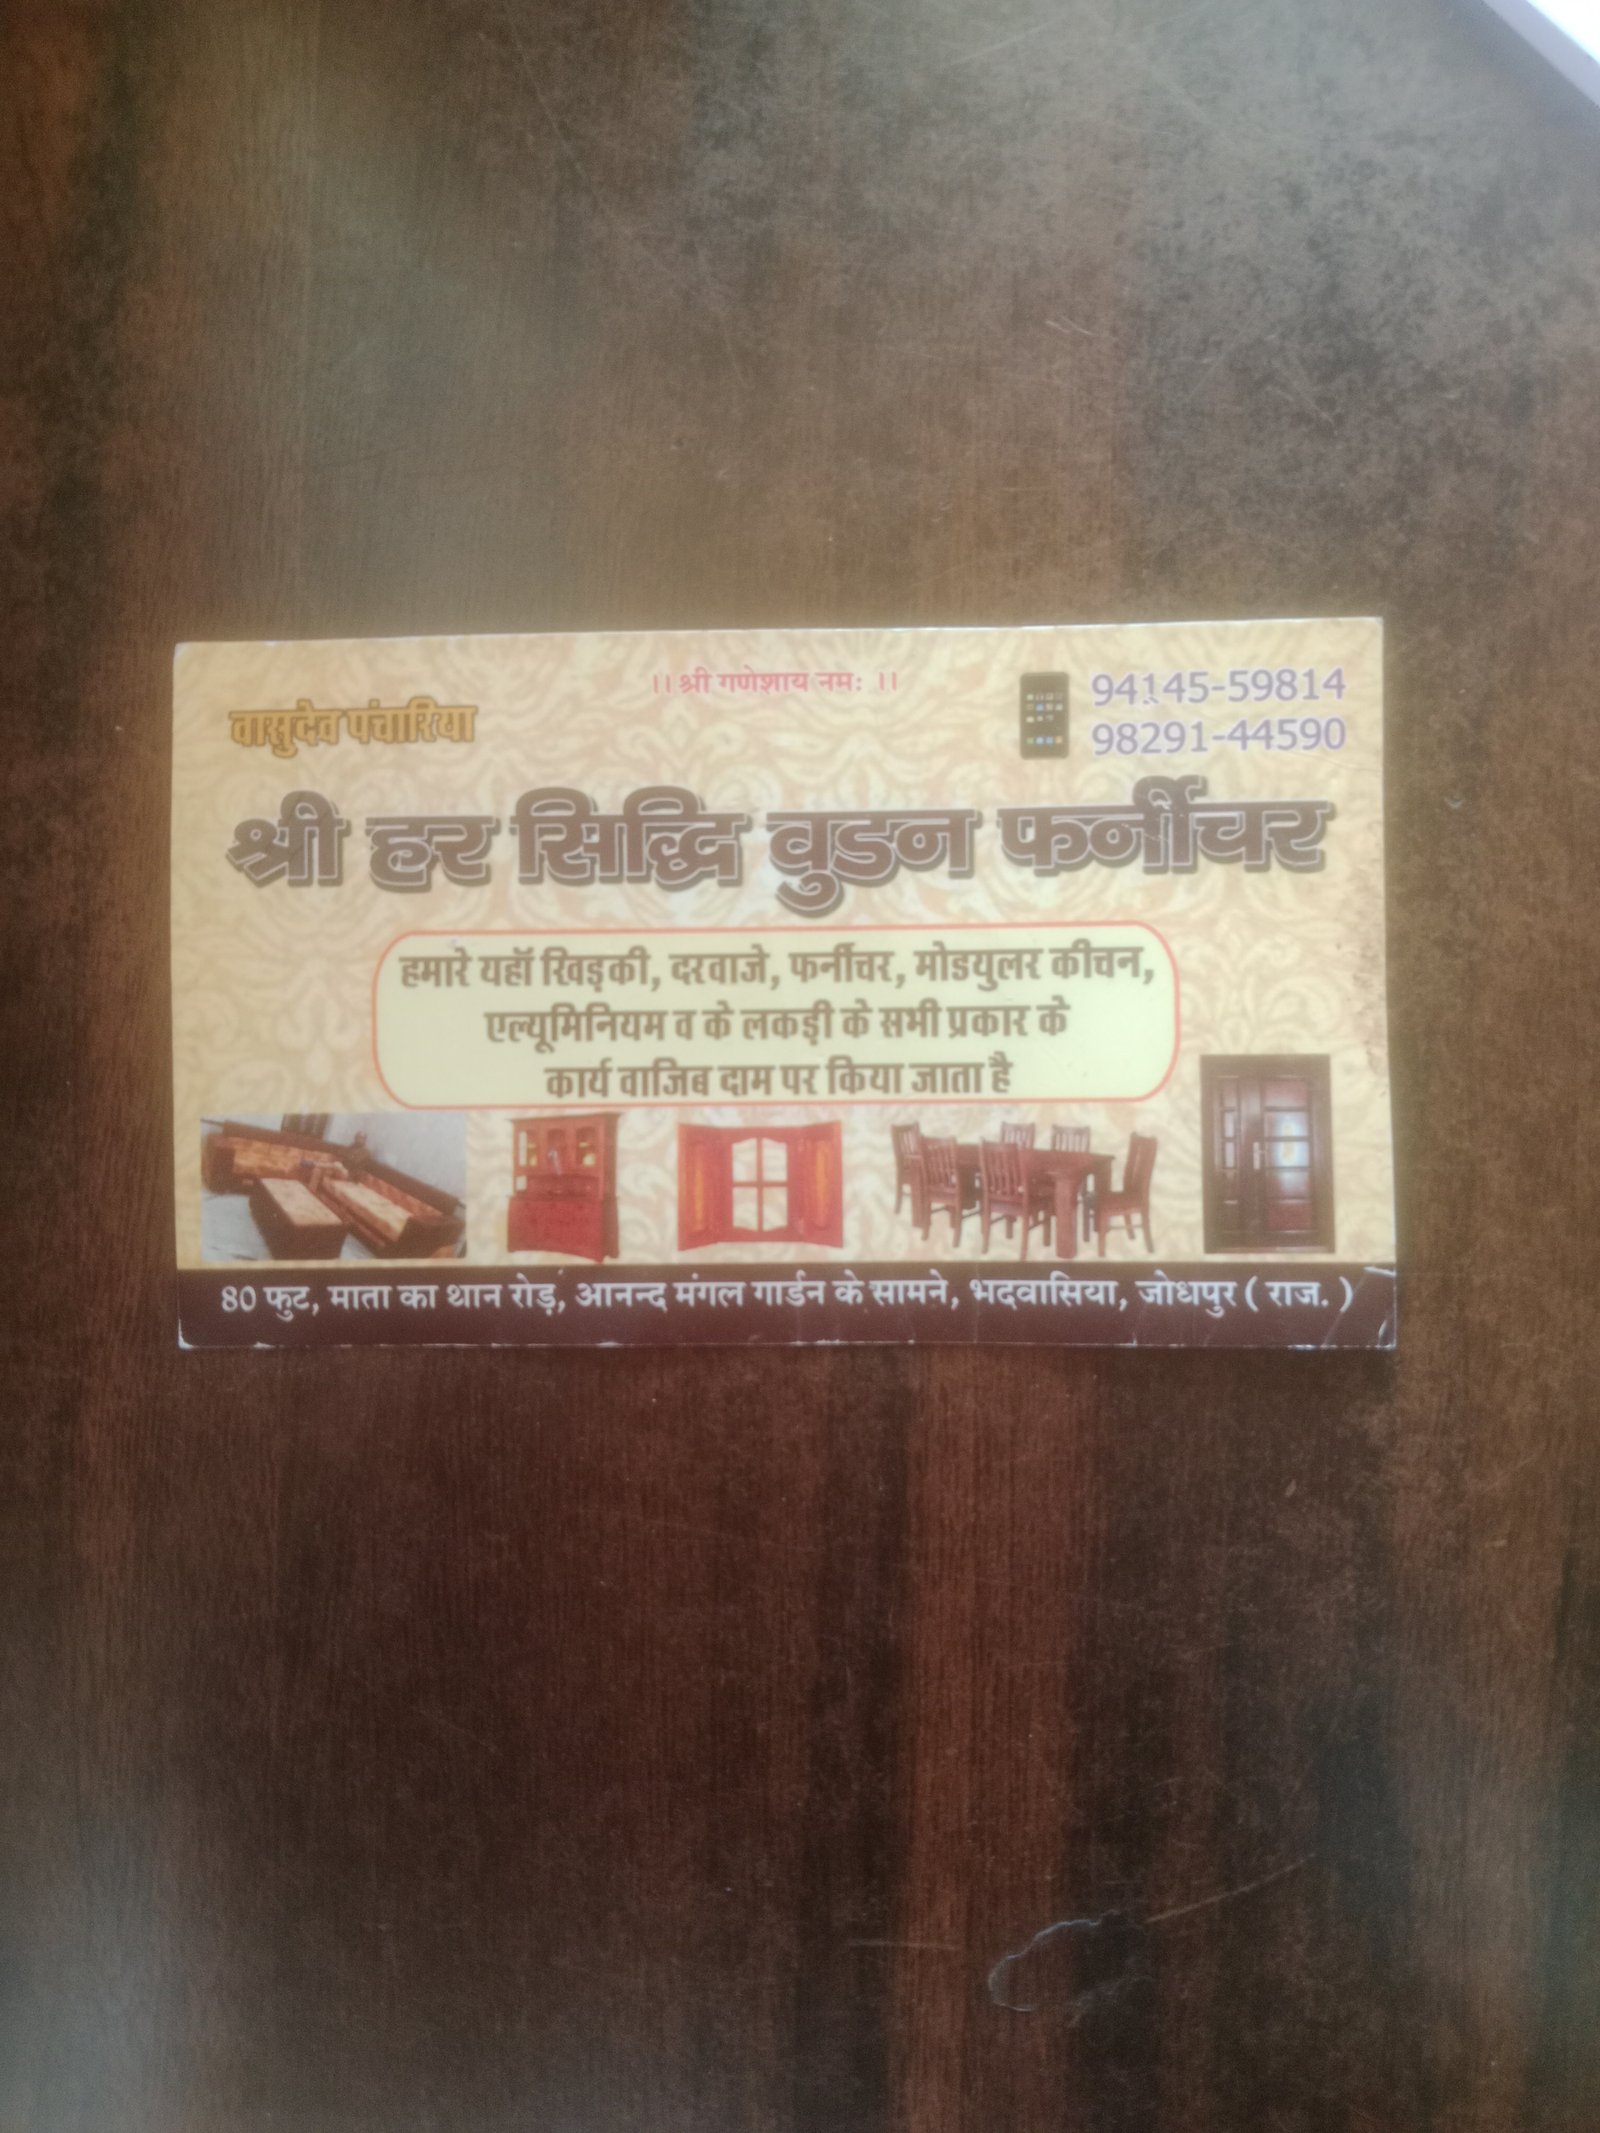 ।। श्री गणेशाय नमः ।।
वासुदेव पंचारिया
94145-59814
98291-44590
श्री हर सिद्धि वुडन फर्नीचर
हमारे यहॉ खिड़की, दरवाजे, फर्नीचर, मोडयुलर कीचन,
एल्यूमिनियम व के लकड़ी के सभी प्रकार के
कार्य वाजिब दाम पर किया जाता है
80 फुट, माता का थान रोड़, आनन्द मंगल गार्डन के सामने, भदवासिया, जोधपुर ( राज. )